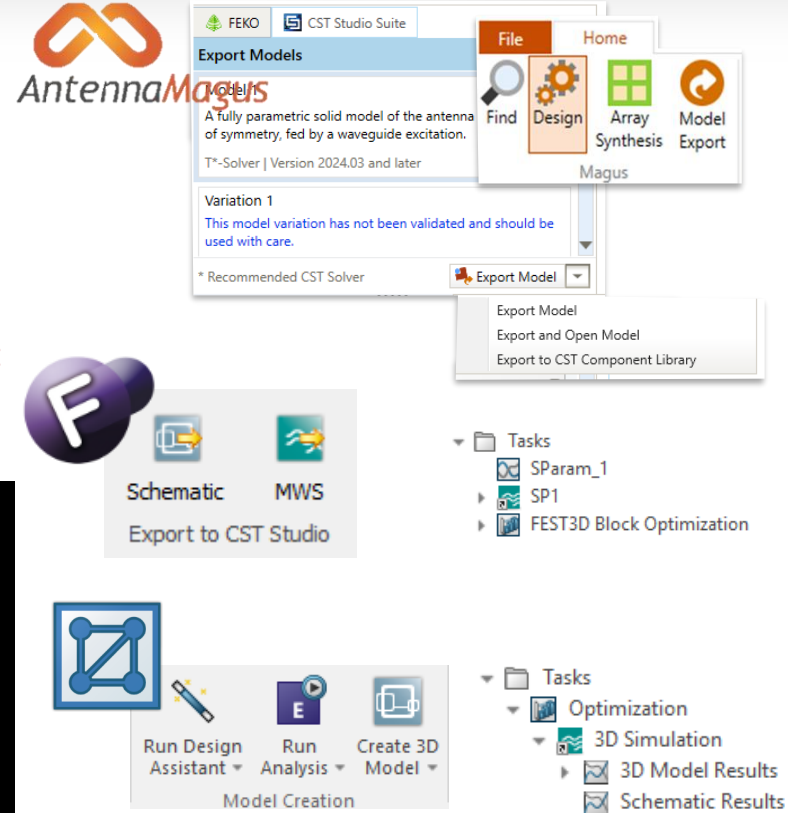 AntennaMagus
FEKO
CST Studio Suite
Export Models
Model 1
A fully parametric solid model of the antenna
of symmetry, fed by a waveguide excitation.
T*-Solver | Version 2024.03 and later
Variation 1
This model variation has not been validated and should be
used with care.
* Recommended CST Solver
Export Model
Export Model
Export and Open Model
Export to CST Component Library
File
Home
Find
Design
Array
Synthesis
Model
Export
Magus
F
Schematic
MWS
Export to CST Studio
Tasks
SParam_1
SP1
FEST3D Block Optimization
Run Design
Assistant
Run
Analysis
Create 3D
Model
E
Model Creation
Tasks
Optimization
3D Simulation
3D Model Results
Schematic Results